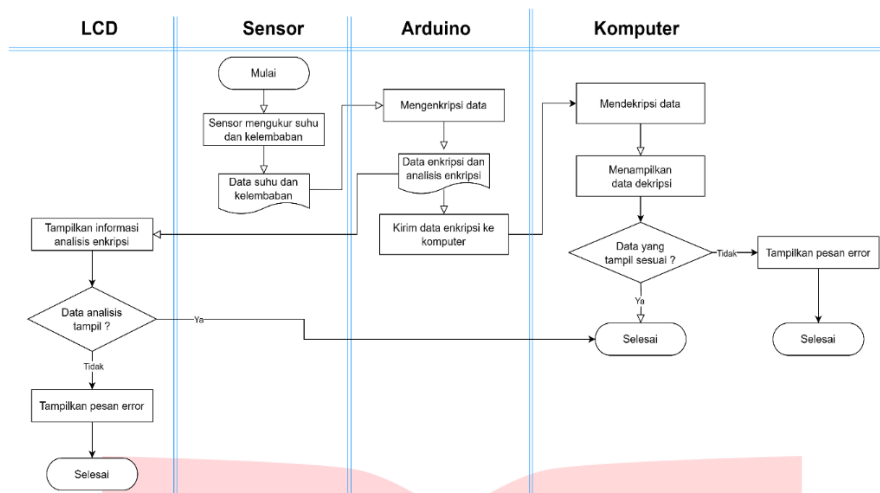 LCD
Sensor
Arduino
Komputer
Mulai
Sensor mengukur suhu
dan kelembaban
Data suhu dan
kelembaban
Mengenkripsi data
Data enkripsi dan
analisis enkripsi
Kirim data enkripsi ke
komputer
Mendekripsi data
Menampilkan
data dekripsi
Data yang
tampil sesuai ?
Tidak
Tampilkan pesan error
Ya
Selesai
Selesai
Tampilkan informasi
analisis enkripsi
Data analisis
tampil ?
Ya
Tidak
Tampilkan pesan error
Selesai